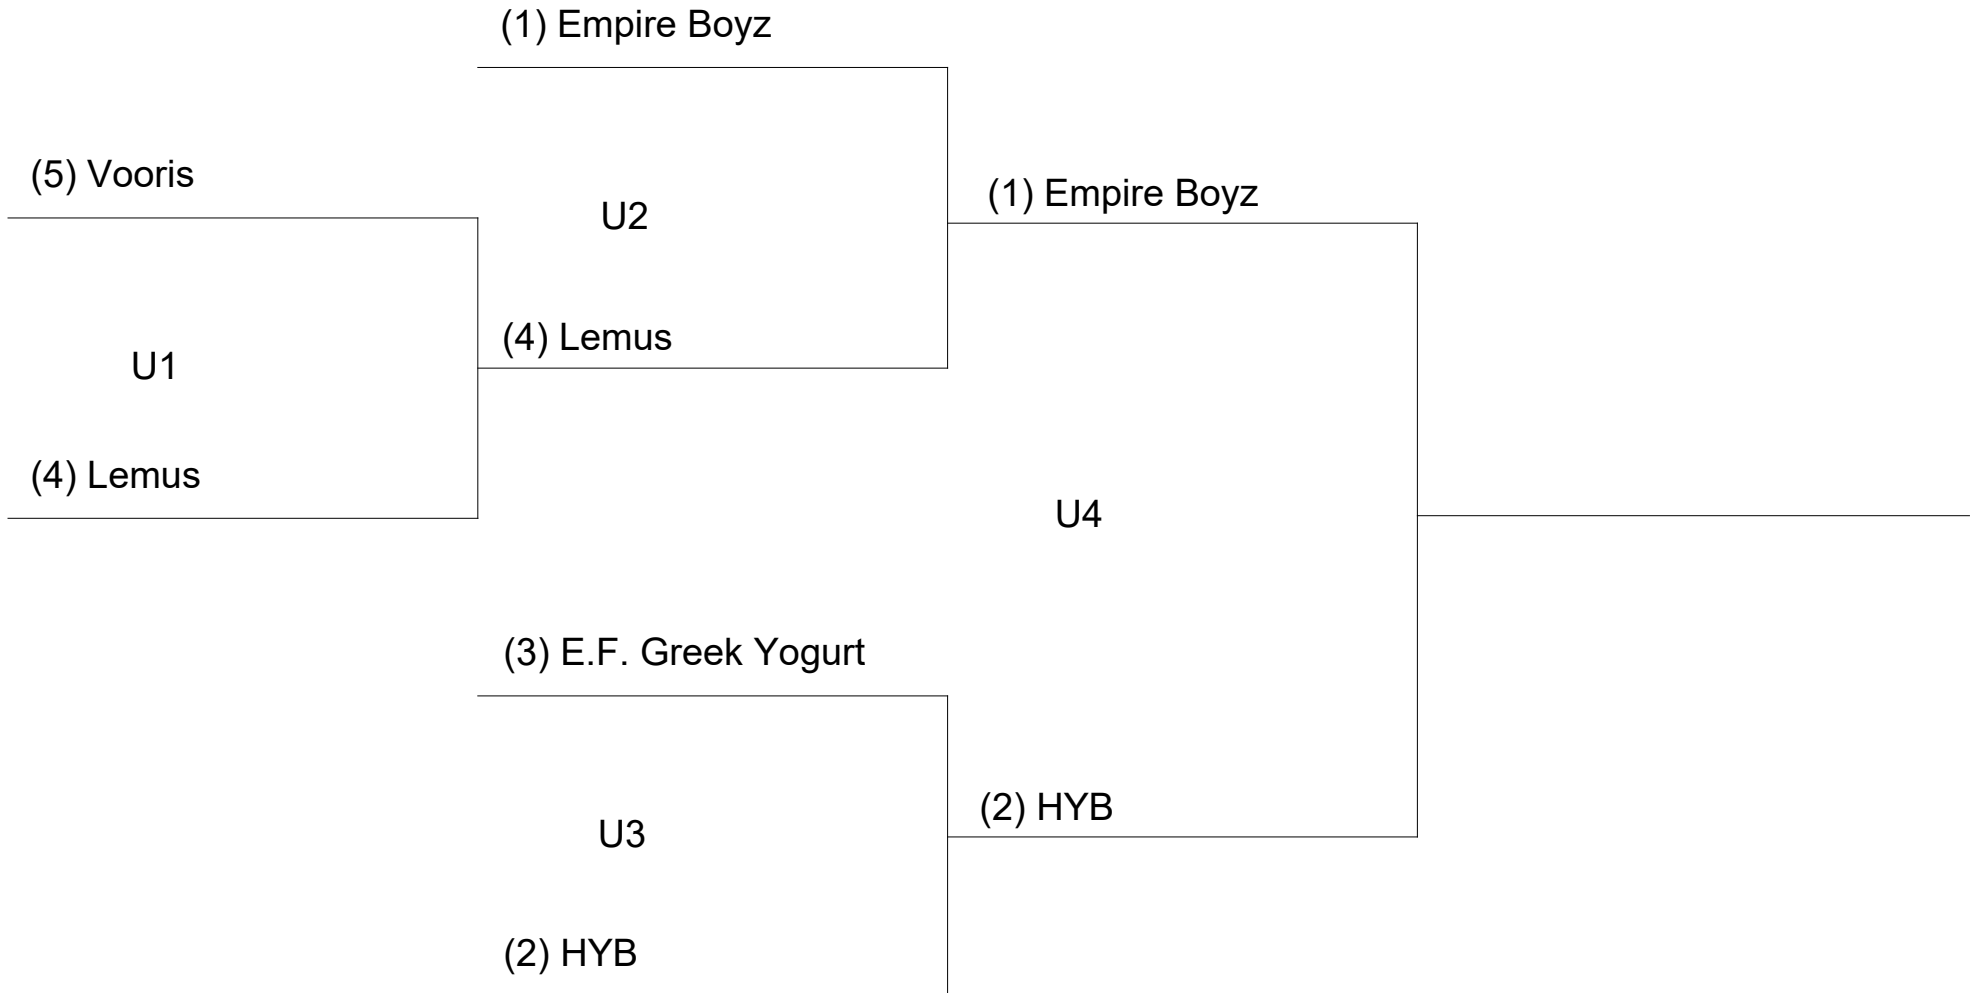 (1) Empire Boyz
(5) Vooris
U2
(1) Empire Boyz
(4) Lemus
U1
(4) Lemus
U4
(3) E.F. Greek Yogurt
(2) HYB
U3
(2) HYB